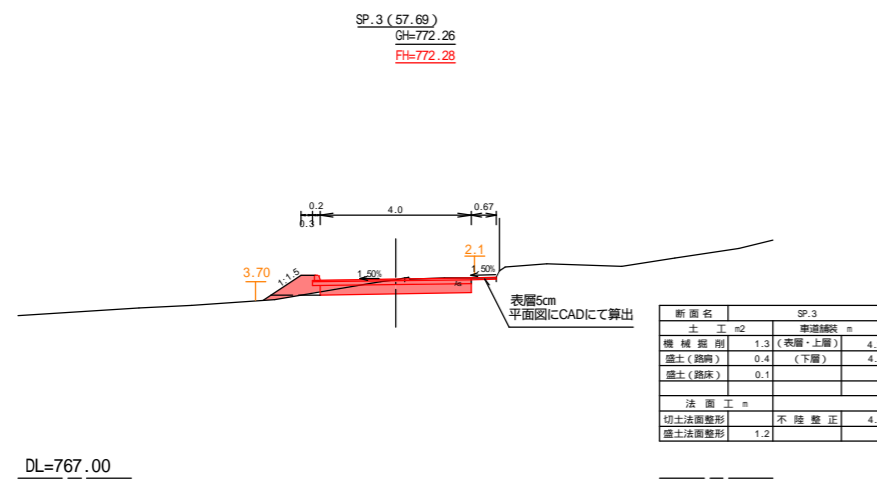 SP.3 (57.69)
GH=772.26
FH=772.28
0.2
4.0
0.67
0.3
3.70
1:1.5
1.50%
2.1
1.50%
As
表層5cm
平面図にCADにて算出
断面名 SP.3
土工 m2 車道舗装 m
機械掘削 1.3 (表層・上層) 4.
盛土(路肩) 0.4 (下層) 4.
盛土(路床) 0.1
法面工 m
切土法面整形 不陸整正 4.
盛土法面整形 1.2
DL=767.00